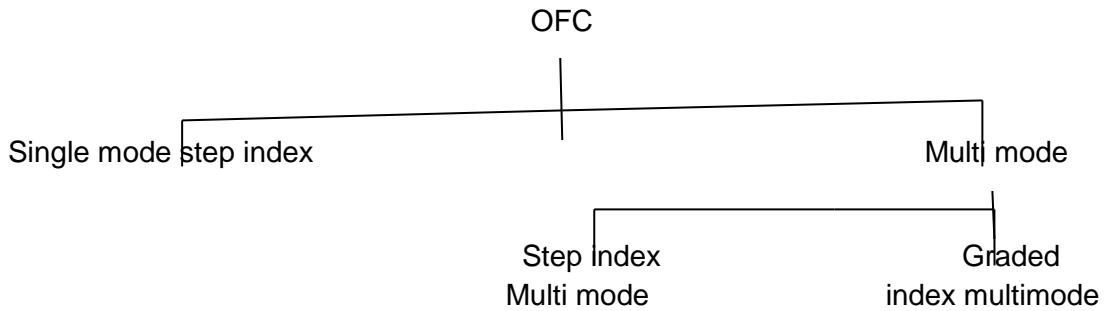 OFC
Single mode step index
Multi mode
Step index
Multi mode
Graded
index multimode